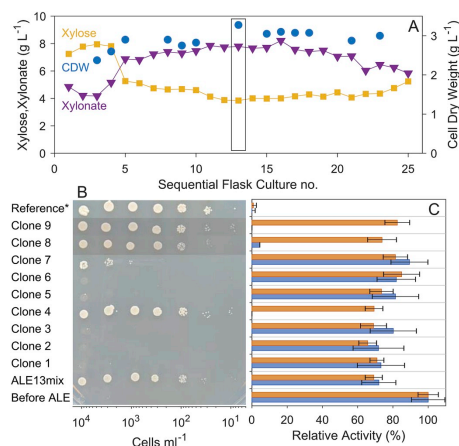 A
Xylose
CDW
Xylonate
Xylose,Xylonate (g L⁻¹)
10
8
6
4
2
0
Cell Dry Weight (g L⁻¹)
3
2
1
0
0
5
10
15
20
25
Sequential Flask Culture no.
B
C
Reference*
Clone 9
Clone 8
Clone 7
Clone 6
Clone 5
Clone 4
Clone 3
Clone 2
Clone 1
ALE13mix
Before ALE
10⁴ 10³ 10² 10¹
Cells ml⁻¹
0 20 40 60 80 100
Relative Activity (%)